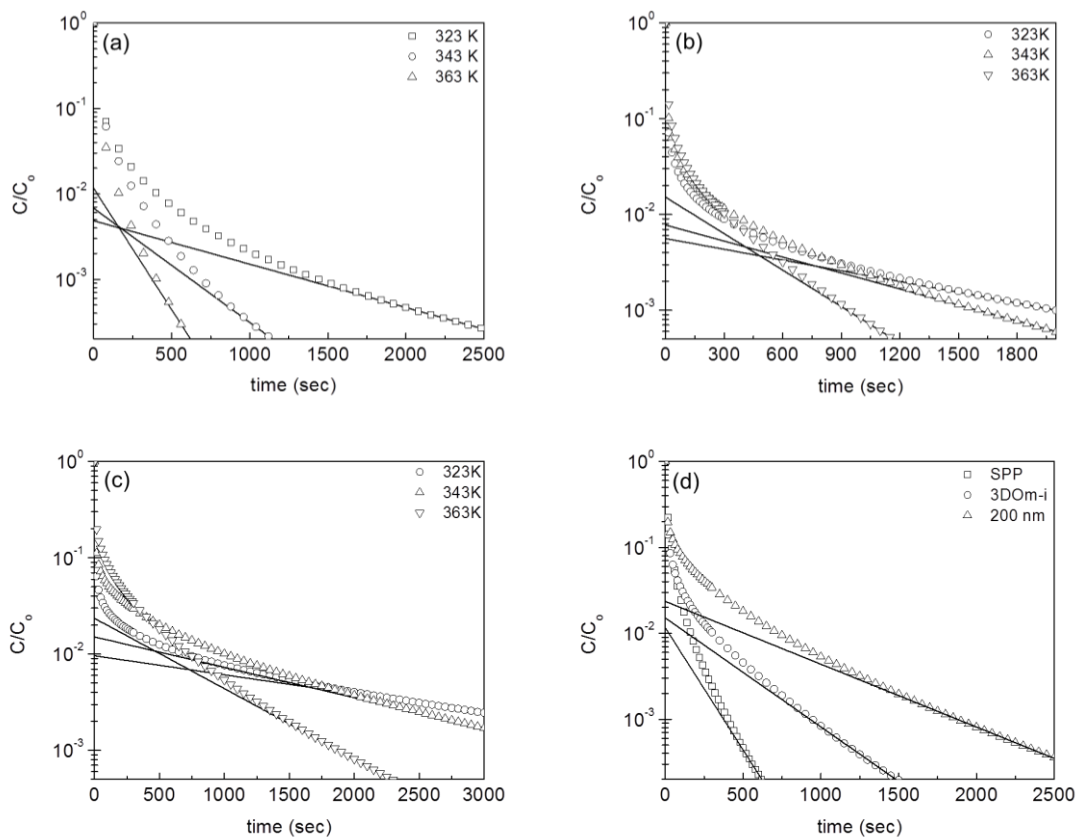 (a)
323 K
343 K
363 K
10⁰
10⁻¹
10⁻²
10⁻³
C/Cₒ
0 500 1000 1500 2000 2500
time (sec)
(b)
323K
343K
363K
10⁰
10⁻¹
10⁻²
10⁻³
C/Cₒ
0 300 600 900 1200 1500 1800
time (sec)
(c)
323K
343K
363K
10⁰
10⁻¹
10⁻²
10⁻³
C/Cₒ
0 500 1000 1500 2000 2500 3000
time (sec)
(d)
SPP
3DOm-i
200 nm
10⁰
10⁻¹
10⁻²
10⁻³
C/Cₒ
0 500 1000 1500 2000 2500
time (sec)